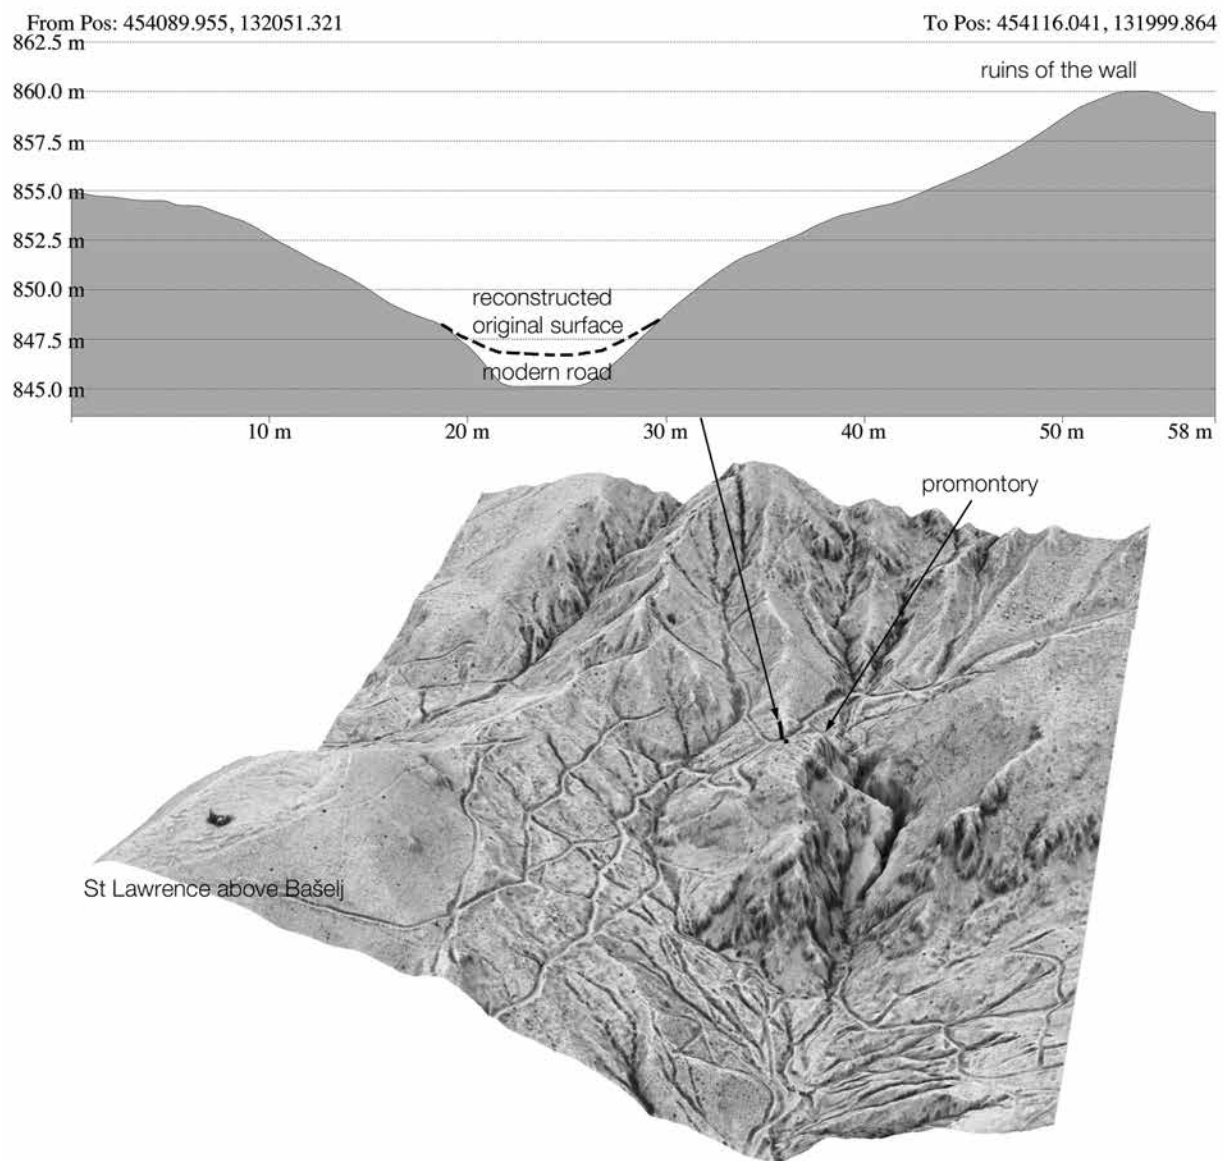 From Pos: 454089.955, 132051.321
To Pos: 454116.041, 131999.864
862.5 m
ruins of the wall
860.0 m
857.5 m
855.0 m
852.5 m
850.0 m
reconstructed
original surface
847.5 m
modern road
845.0 m
10 m
20 m
30 m
40 m
50 m
58 m
promontory
St Lawrence above Bašelj